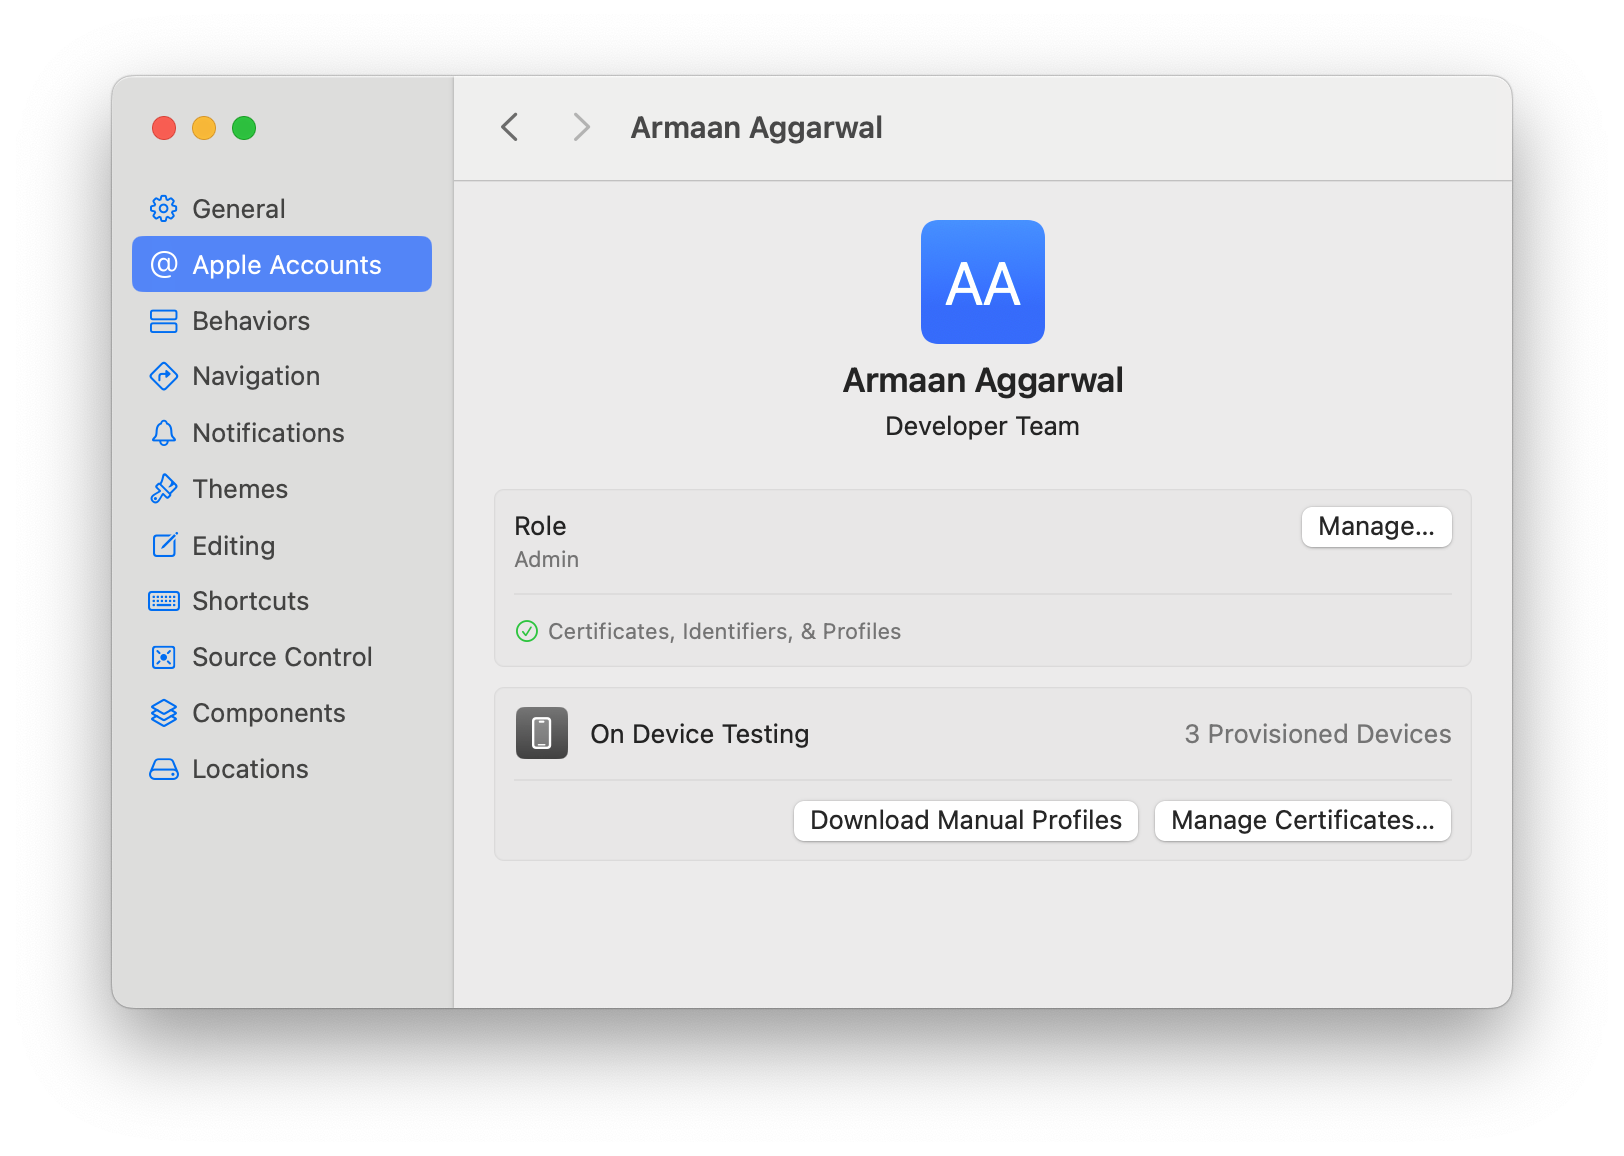 Armaan Aggarwal
General
@ Apple Accounts
Behaviors
Navigation
Notifications
Themes
Editing
Shortcuts
Source Control
Components
Locations
AA
Armaan Aggarwal
Developer Team
Role
Manage...
Admin
Certificates, Identifiers, & Profiles
On Device Testing
3 Provisioned Devices
Download Manual Profiles
Manage Certificates...